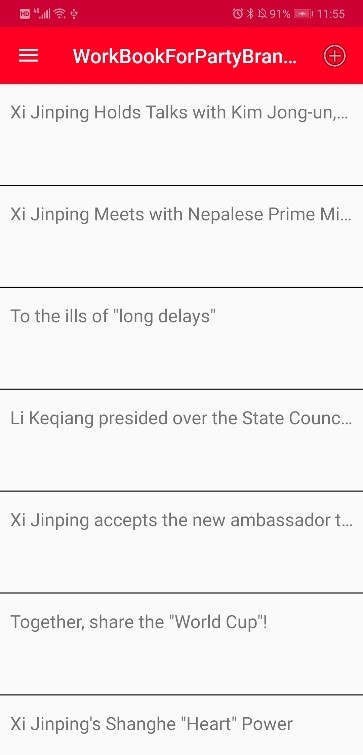 HD 4G 91% 11:55
WorkBookForPartyBran...
Xi Jinping Holds Talks with Kim Jong-un,...
Xi Jinping Meets with Nepalese Prime Mi...
To the ills of "long delays"
Li Keqiang presided over the State Counc...
Xi Jinping accepts the new ambassador t...
Together, share the "World Cup"!
Xi Jinping's Shanghe "Heart" Power